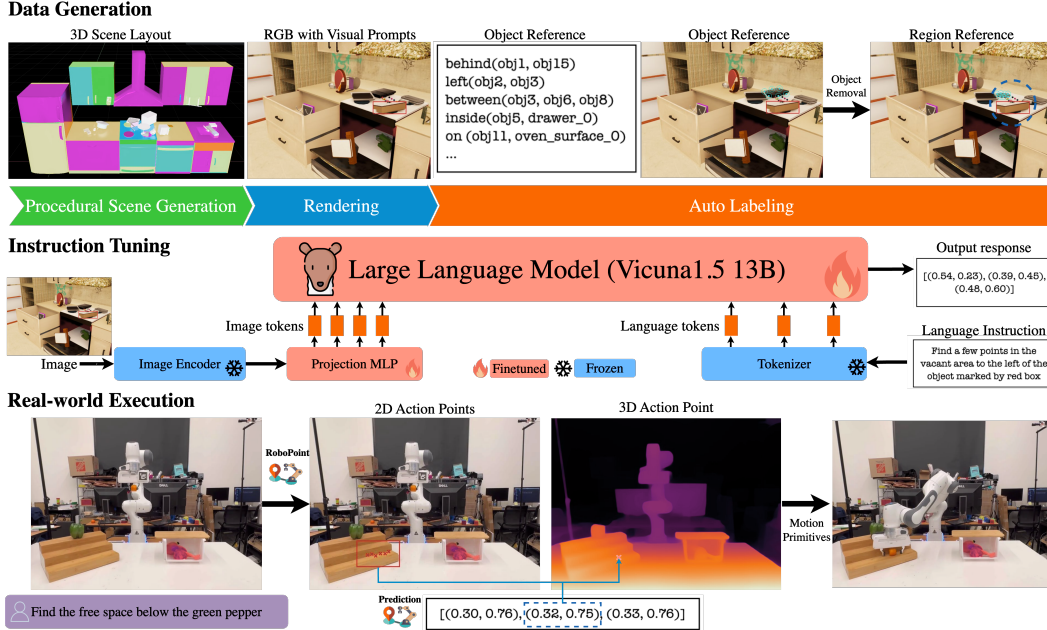 Data Generation
3D Scene Layout
RGB with Visual Prompts
Object Reference
Object Reference
Region Reference
behind(obj1, obj15)
left(obj2, obj3)
between(obj3, obj6, obj8)
inside(obj5, drawer_0)
on (obj11, oven_surface_0)
...
Object
Removal
Procedural Scene Generation
Rendering
Auto Labeling
Instruction Tuning
Large Language Model (Vicuna1.5 13B)
Output response
[(0.54, 0.23), (0.39, 0.45),
(0.48, 0.60)]
Image tokens
Language tokens
Language Instruction
Find a few points in the
vacant area to the left of the
object marked by red box
Image
Image Encoder
Projection MLP
Finetuned
Frozen
Tokenizer
Real-world Execution
2D Action Points
3D Action Point
RoboPoint
Motion
Primitives
Find the free space below the green pepper
Prediction
[(0.30, 0.76), (0.32, 0.75), (0.33, 0.76)]